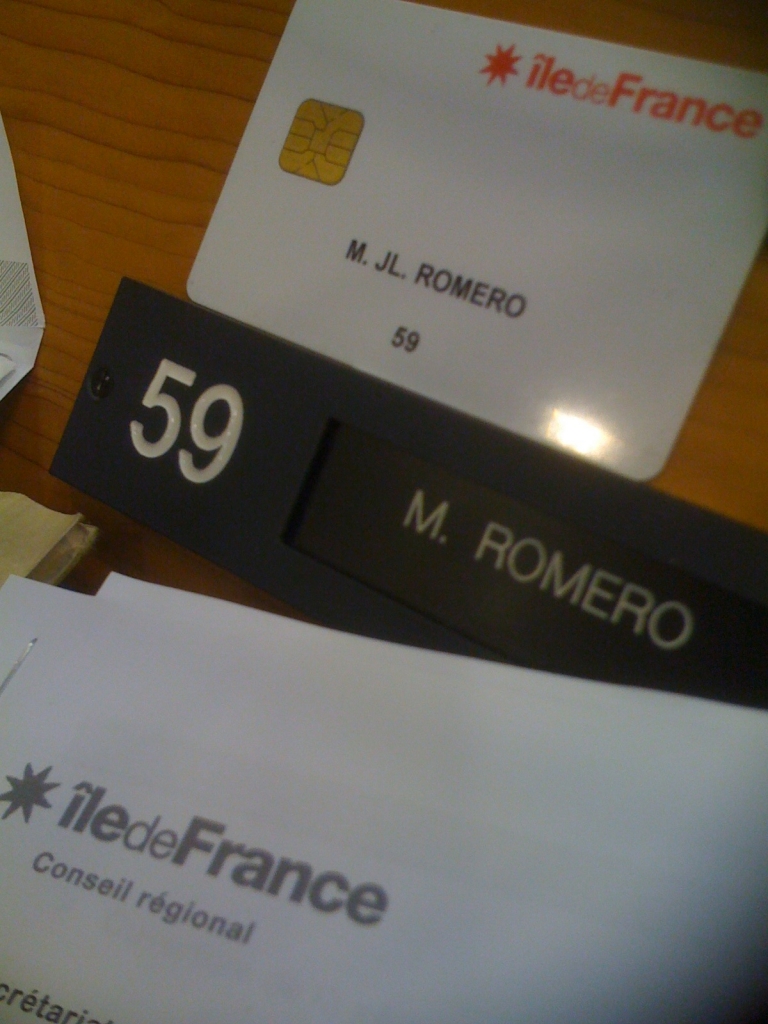 îledeFrance
M. JL. ROMERO
59
59
M. ROMERO
îledeFrance
Conseil régional